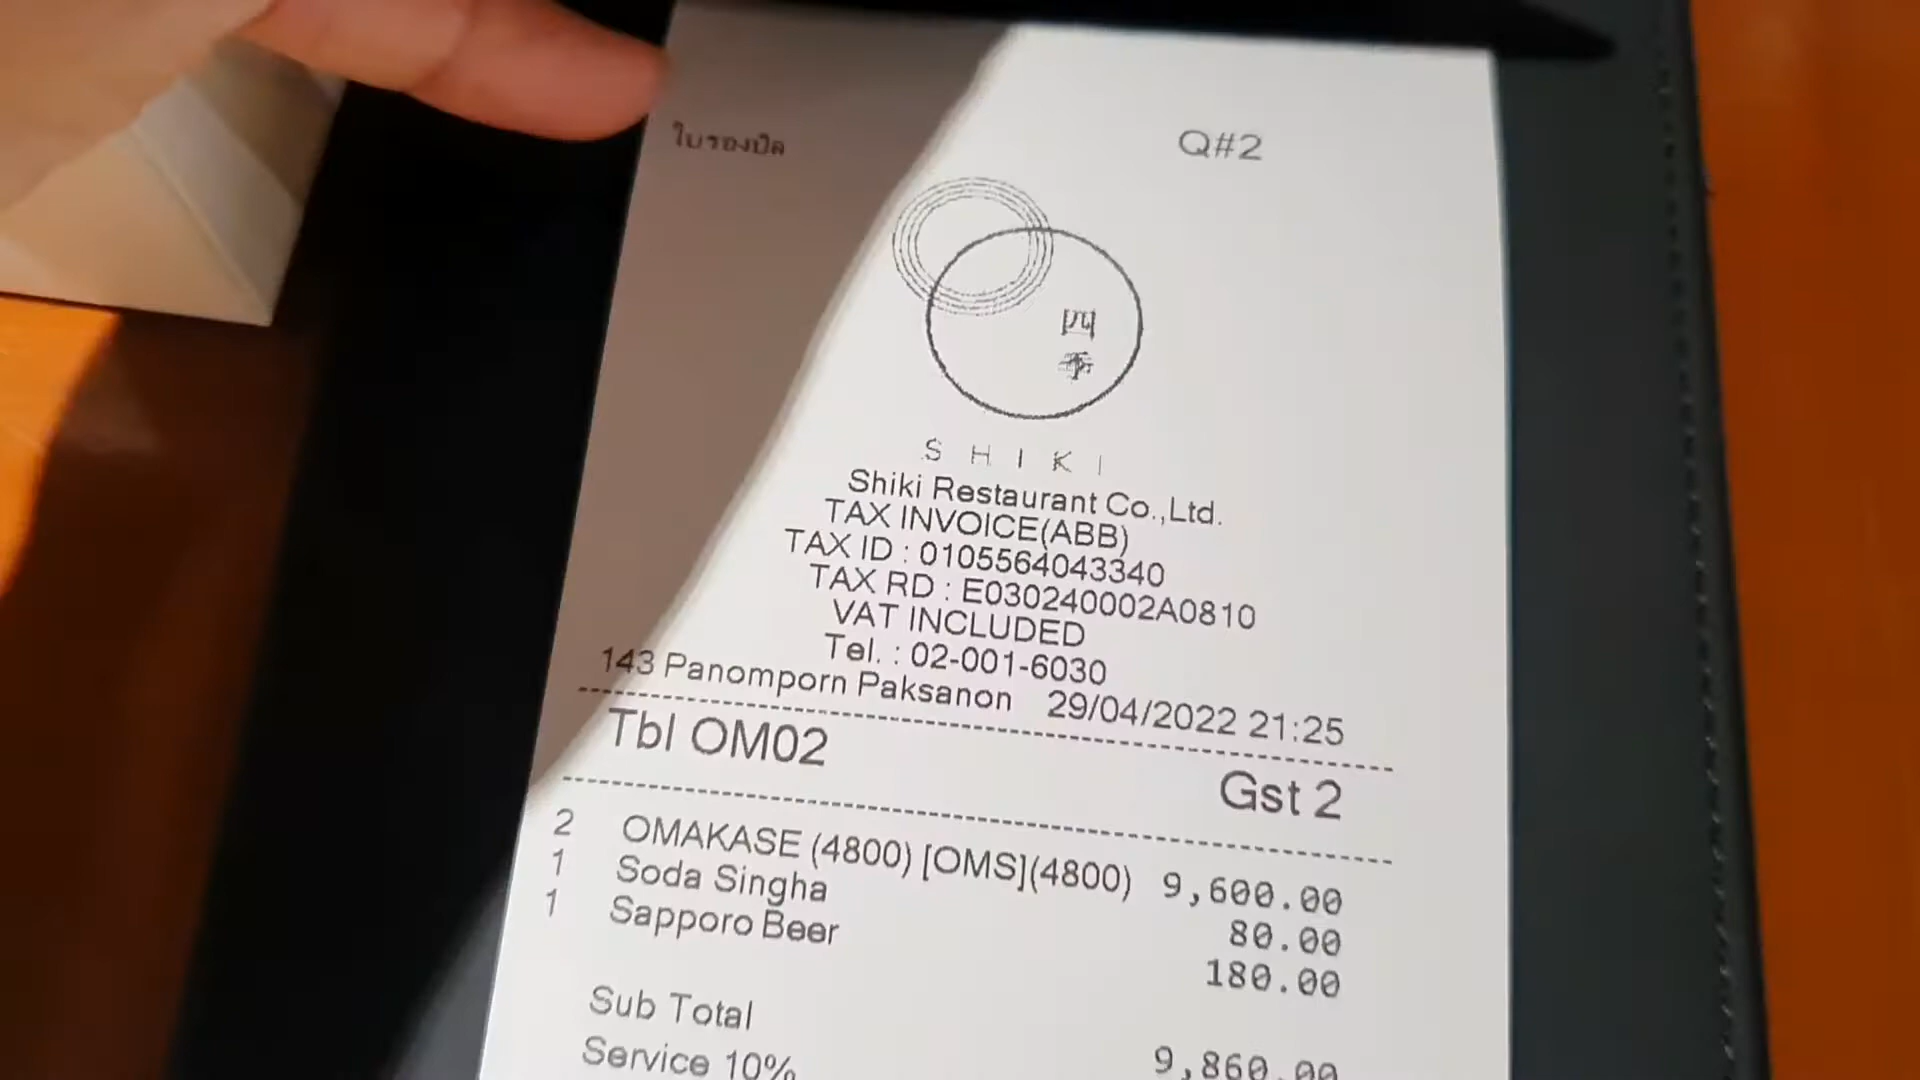 ใบรองบิล
Q#2
四
季
SHIKI
Shiki Restaurant Co.,Ltd.
TAX INVOICE(ABB)
TAX ID : 0105564043340
TAX RD : E030240002A0810
VAT INCLUDED
Tel. : 02-001-6030
143 Panomporn Paksanon 29/04/2022 21:25
Tbl OM02 Gst 2
2 OMAKASE (4800) [OMS](4800) 9,600.00
1 Soda Singha 80.00
1 Sapporo Beer 180.00
Sub Total 9,860.00
Service 10%